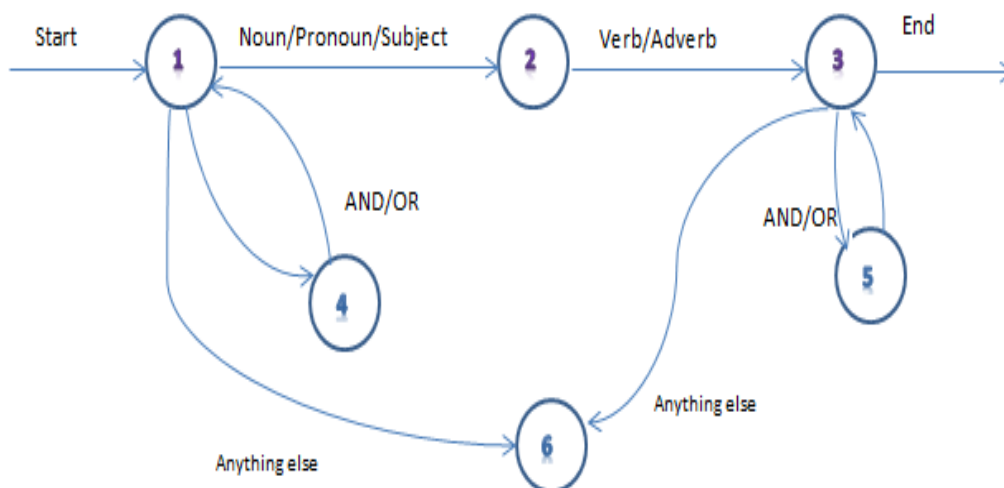 Start
1
Noun/Pronoun/Subject
2
Verb/Adverb
3
End
AND/OR
4
AND/OR
5
Anything else
6
Anything else